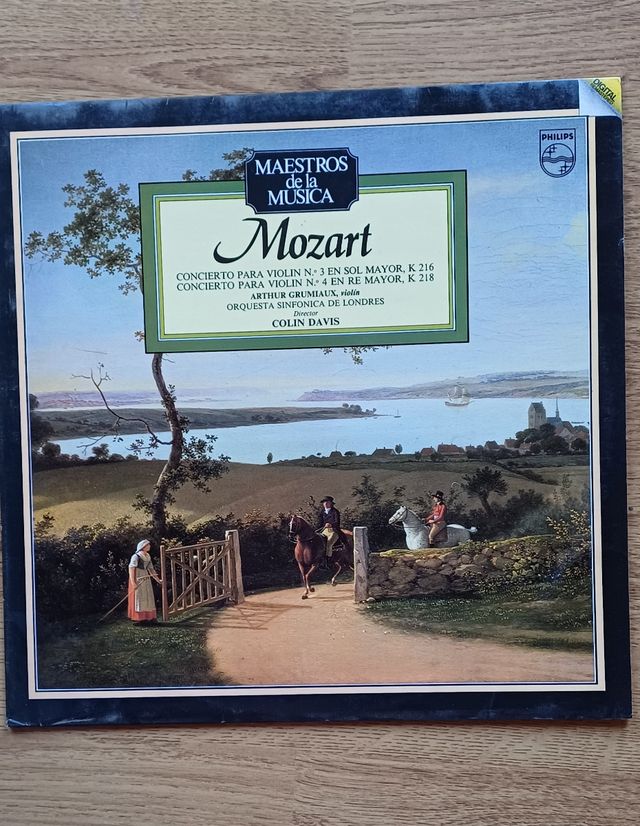 DIGITAL
PHILIPS
MAESTROS
de la
MUSICA
Mozart
CONCIERTO PARA VIOLIN N.º 3 EN SOL MAYOR, K 216
CONCIERTO PARA VIOLIN N.º 4 EN RE MAYOR, K 218
ARTHUR GRUMIAUX, violín
ORQUESTA SINFONICA DE LONDRES
Director
COLIN DAVIS